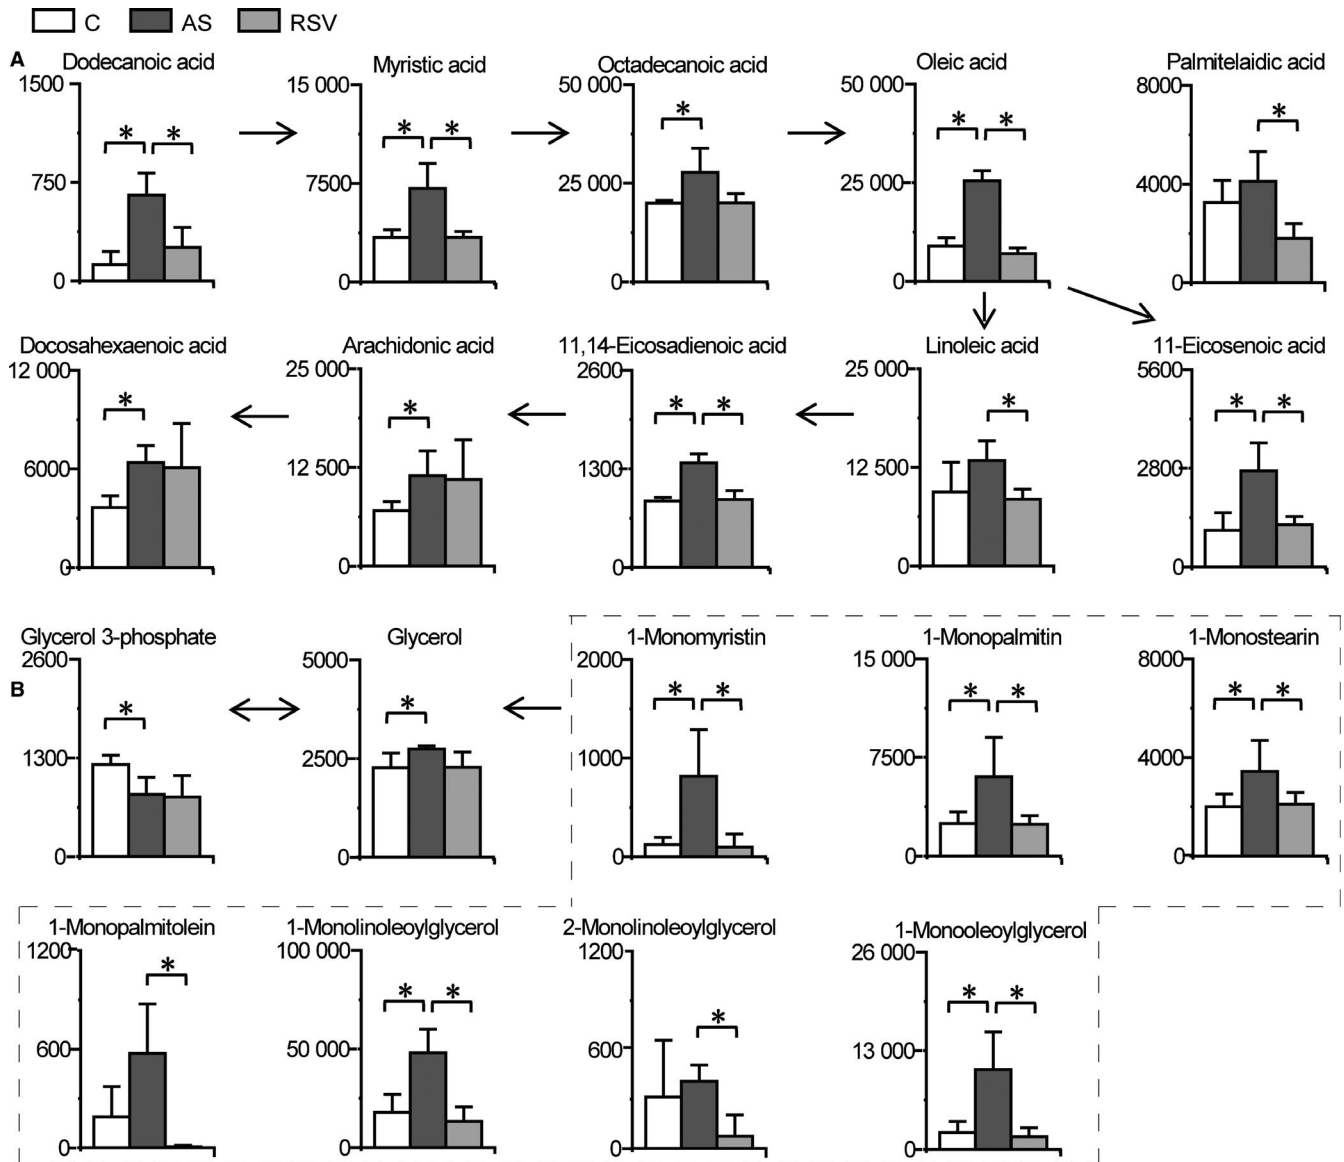 C AS RSV
A
Dodecanoic acid Myristic acid Octadecanoic acid Oleic acid Palmitelaidic acid
1500 15 000 50 000 50 000 8000
* * * * * * * *
750 7500 25 000 25 000 4000
0 0 0 0 0
Docosahexaenoic acid Arachidonic acid 11,14-Eicosadienoic acid Linoleic acid 11-Eicosenoic acid
12 000 25 000 2600 25 000 5600
* * * * * * *
6000 12 500 1300 12 500 2800
0 0 0 0 0
Glycerol 3-phosphate Glycerol 1-Monomyristin 1-Monopalmitin 1-Monostearin
2600 5000 2000 15 000 8000
B
* * * * * * * *
1300 2500 1000 7500 4000
0 0 0 0 0
1-Monopalmitolein 1-Monolinoleoylglycerol 2-Monolinoleoylglycerol 1-Monooleoylglycerol
1200 100 000 1200 26 000
* * * * * *
600 50 000 600 13 000
0 0 0 0